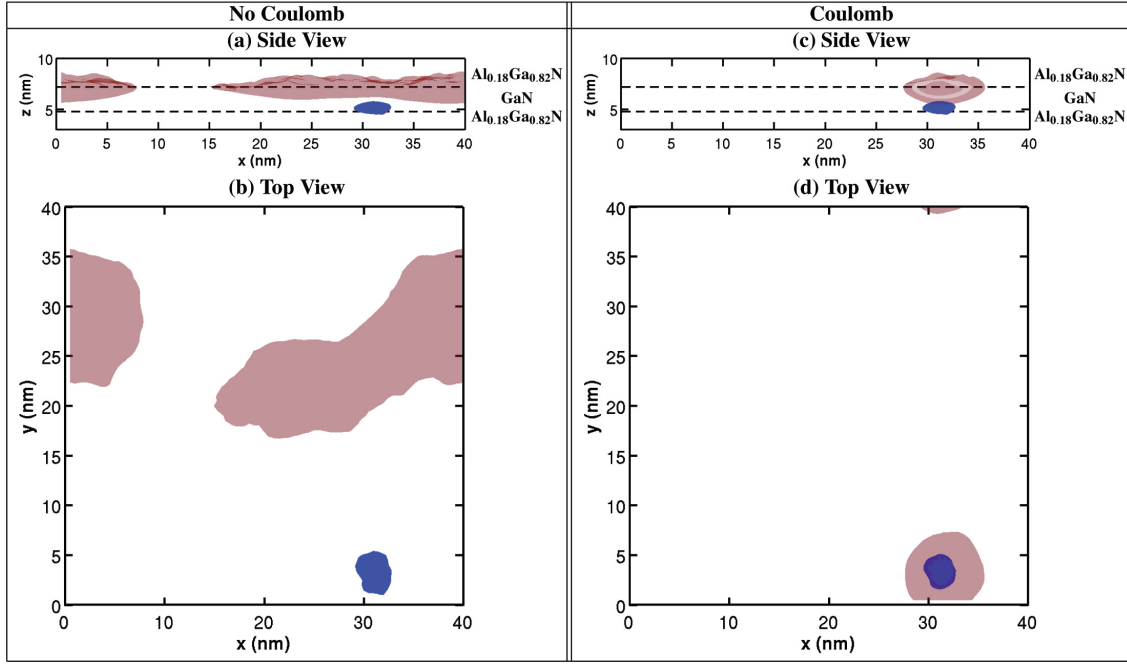 No Coulomb
Coulomb
(a) Side View
(c) Side View
10
5
z (nm)
0 5 10 15 20 25 30 35 40
x (nm)
Al0.18Ga0.82N
GaN
Al0.18Ga0.82N
10
5
z (nm)
0 5 10 15 20 25 30 35 40
x (nm)
Al0.18Ga0.82N
GaN
Al0.18Ga0.82N
(b) Top View
(d) Top View
40
35
30
25
20
15
10
5
0
y (nm)
0 10 20 30 40
x (nm)
40
35
30
25
20
15
10
5
0
y (nm)
0 10 20 30 40
x (nm)